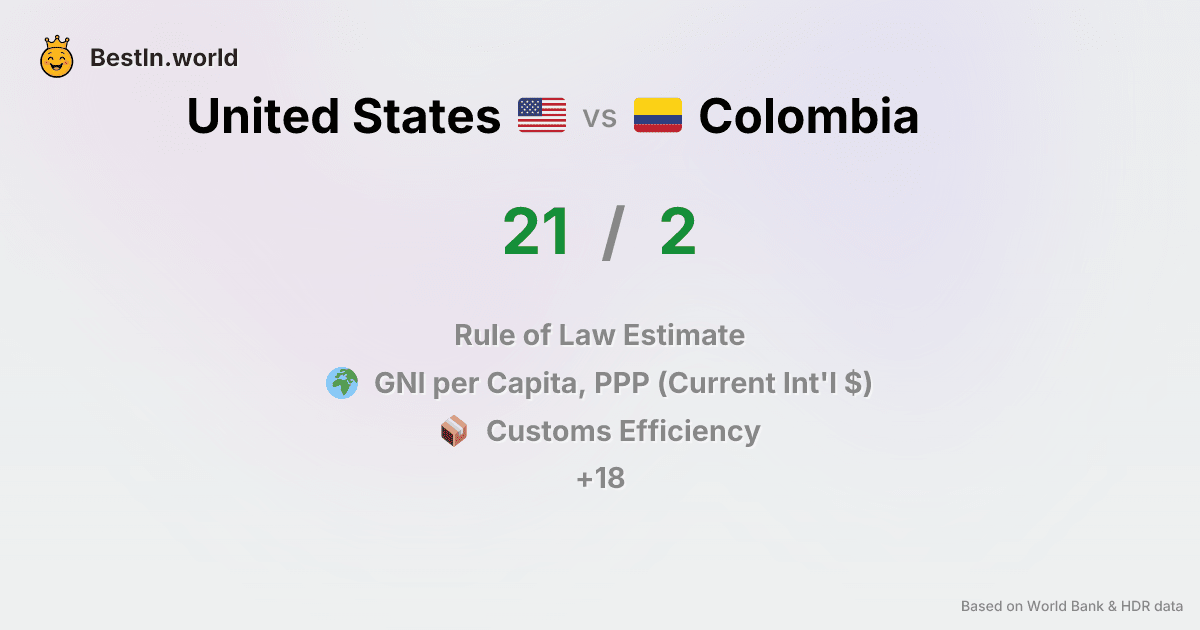 BestIn.world
United States vs Colombia
21 / 2
Rule of Law Estimate
GNI per Capita, PPP (Current Int'l $)
Customs Efficiency
+18
Based on World Bank & HDR data